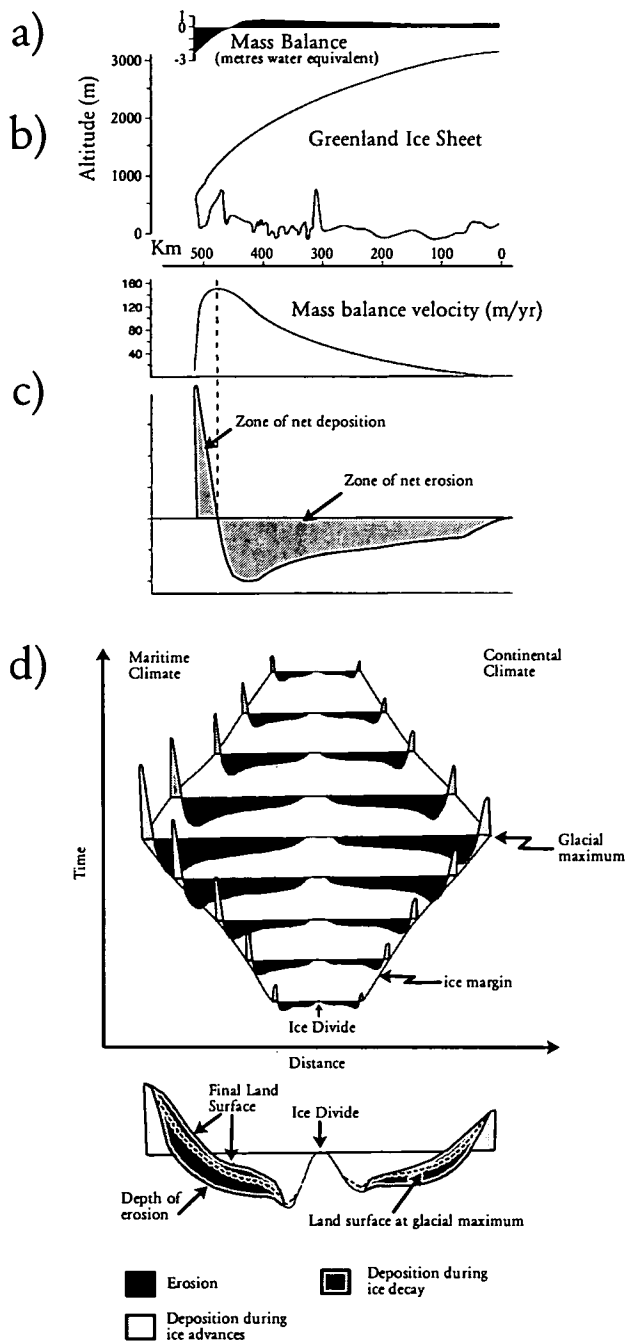 a)
1
0
-3
Mass Balance
(metres water equivalent)
b)
Altitude (m)
3000
2000
1000
0
Greenland Ice Sheet
Km 500 400 300 200 100 0
160
120
80
40
Mass balance velocity (m/yr)
c)
Zone of net deposition
Zone of net erosion
d)
Maritime
Climate
Continental
Climate
Time
Glacial
maximum
ice margin
Ice Divide
Distance
Final Land
Surface
Ice Divide
Depth of
erosion
Land surface at glacial maximum
Erosion
Deposition during
ice decay
Deposition during
ice advances